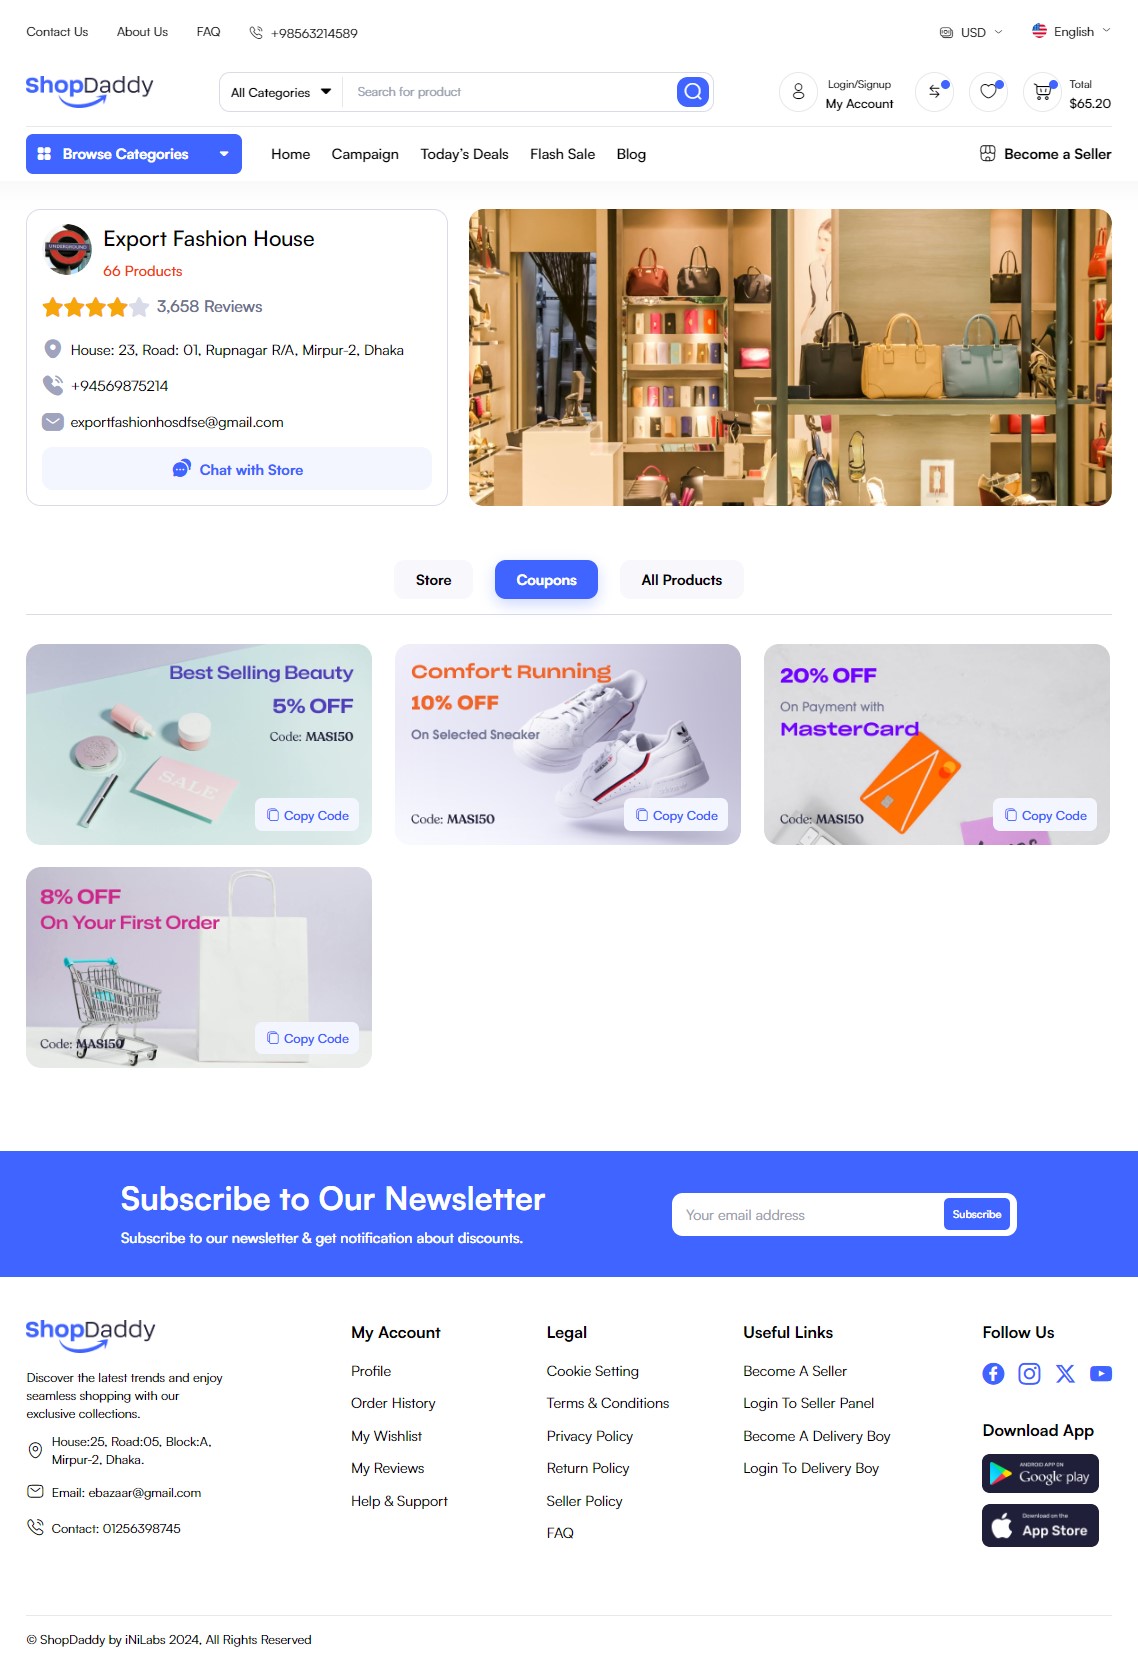 Contact Us About Us FAQ +98563214589 USD English
ShopDaddy All Categories Search for product Login/Signup My Account Total $65.20
Browse Categories Home Campaign Today's Deals Flash Sale Blog Become a Seller
UNDERGROUND
Export Fashion House
66 Products
3,658 Reviews
House: 23, Road: 01, Rupnagar R/A, Mirpur-2, Dhaka
+94569875214
exportfashionhosdfse@gmail.com
Chat with Store
Store Coupons All Products
Best Selling Beauty
5% OFF
Code: MAS150
SALE
Copy Code
Comfort Running
10% OFF
On Selected Sneaker
Code: MAS150
Copy Code
20% OFF
On Payment with
MasterCard
Code: MAS150
Copy Code
8% OFF
On Your First Order
Code: MAS150
Copy Code
Subscribe to Our Newsletter
Subscribe to our newsletter & get notification about discounts.
Your email address Subscribe
ShopDaddy
Discover the latest trends and enjoy
seamless shopping with our
exclusive collections.
House:25, Road:05, Block:A,
Mirpur-2, Dhaka.
Email: ebazaar@gmail.com
Contact: 01256398745
My Account
Profile
Order History
My Wishlist
My Reviews
Help & Support
Legal
Cookie Setting
Terms & Conditions
Privacy Policy
Return Policy
Seller Policy
FAQ
Useful Links
Become A Seller
Login To Seller Panel
Become A Delivery Boy
Login To Delivery Boy
Follow Us
Download App
ANDROID APP ON
Google play
Download on the
App Store
© ShopDaddy by iNiLabs 2024, All Rights Reserved